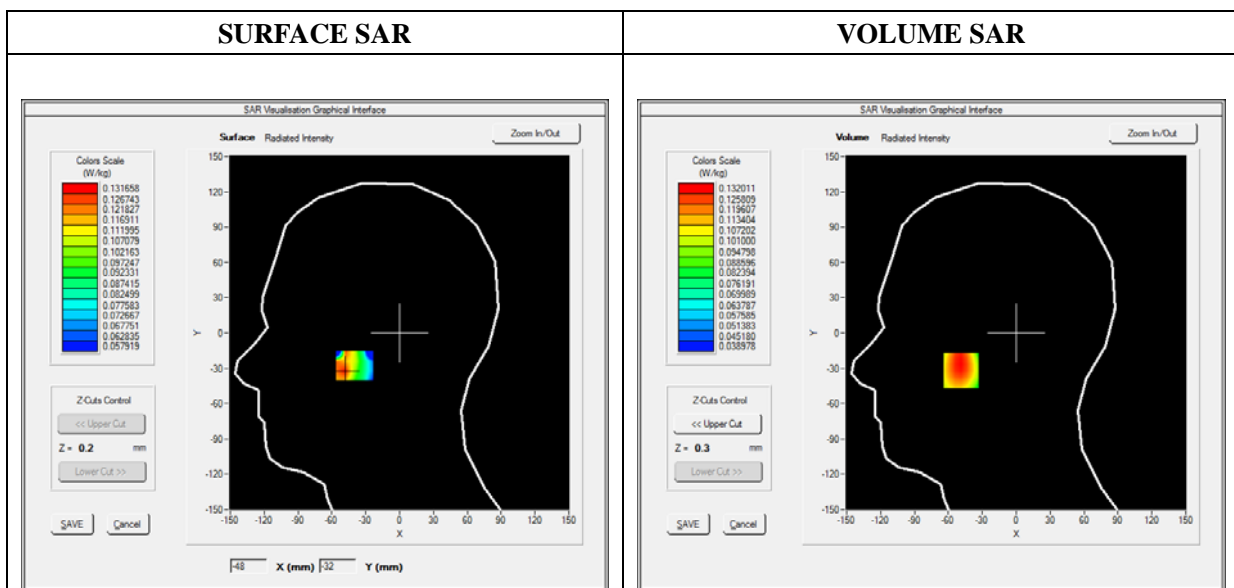 SURFACE SAR
SAR Visualisation Graphical Interface
Surface Radiated Intensity
Zoom In/Out
Colors Scale
(W/kg)
0.131658
0.126743
0.121827
0.116911
0.111995
0.107079
0.102163
0.097247
0.092331
0.087415
0.082499
0.077583
0.072667
0.067751
0.062835
0.057919
Z-Cuts Control
<< Upper Cut
Z = 0.2 mm
Lower Cut >>
SAVE Cancel
150
120
90
60
30
0
-30
-60
-90
-120
-150
Y
-150 -120 -90 -60 -30 0 30 60 90 120 150
X
-48 X (mm) -32 Y (mm)
VOLUME SAR
SAR Visualisation Graphical Interface
Volume Radiated Intensity
Zoom In/Out
Colors Scale
(W/kg)
0.132011
0.125809
0.119607
0.113404
0.107202
0.101000
0.094798
0.088596
0.082394
0.076191
0.069989
0.063787
0.057585
0.051383
0.045180
0.038978
Z-Cuts Control
<< Upper Cut
Z = 0.3 mm
Lower Cut >>
SAVE Cancel
150
120
90
60
30
0
-30
-60
-90
-120
-150
Y
-150 -120 -90 -60 -30 0 30 60 90 120 150
X